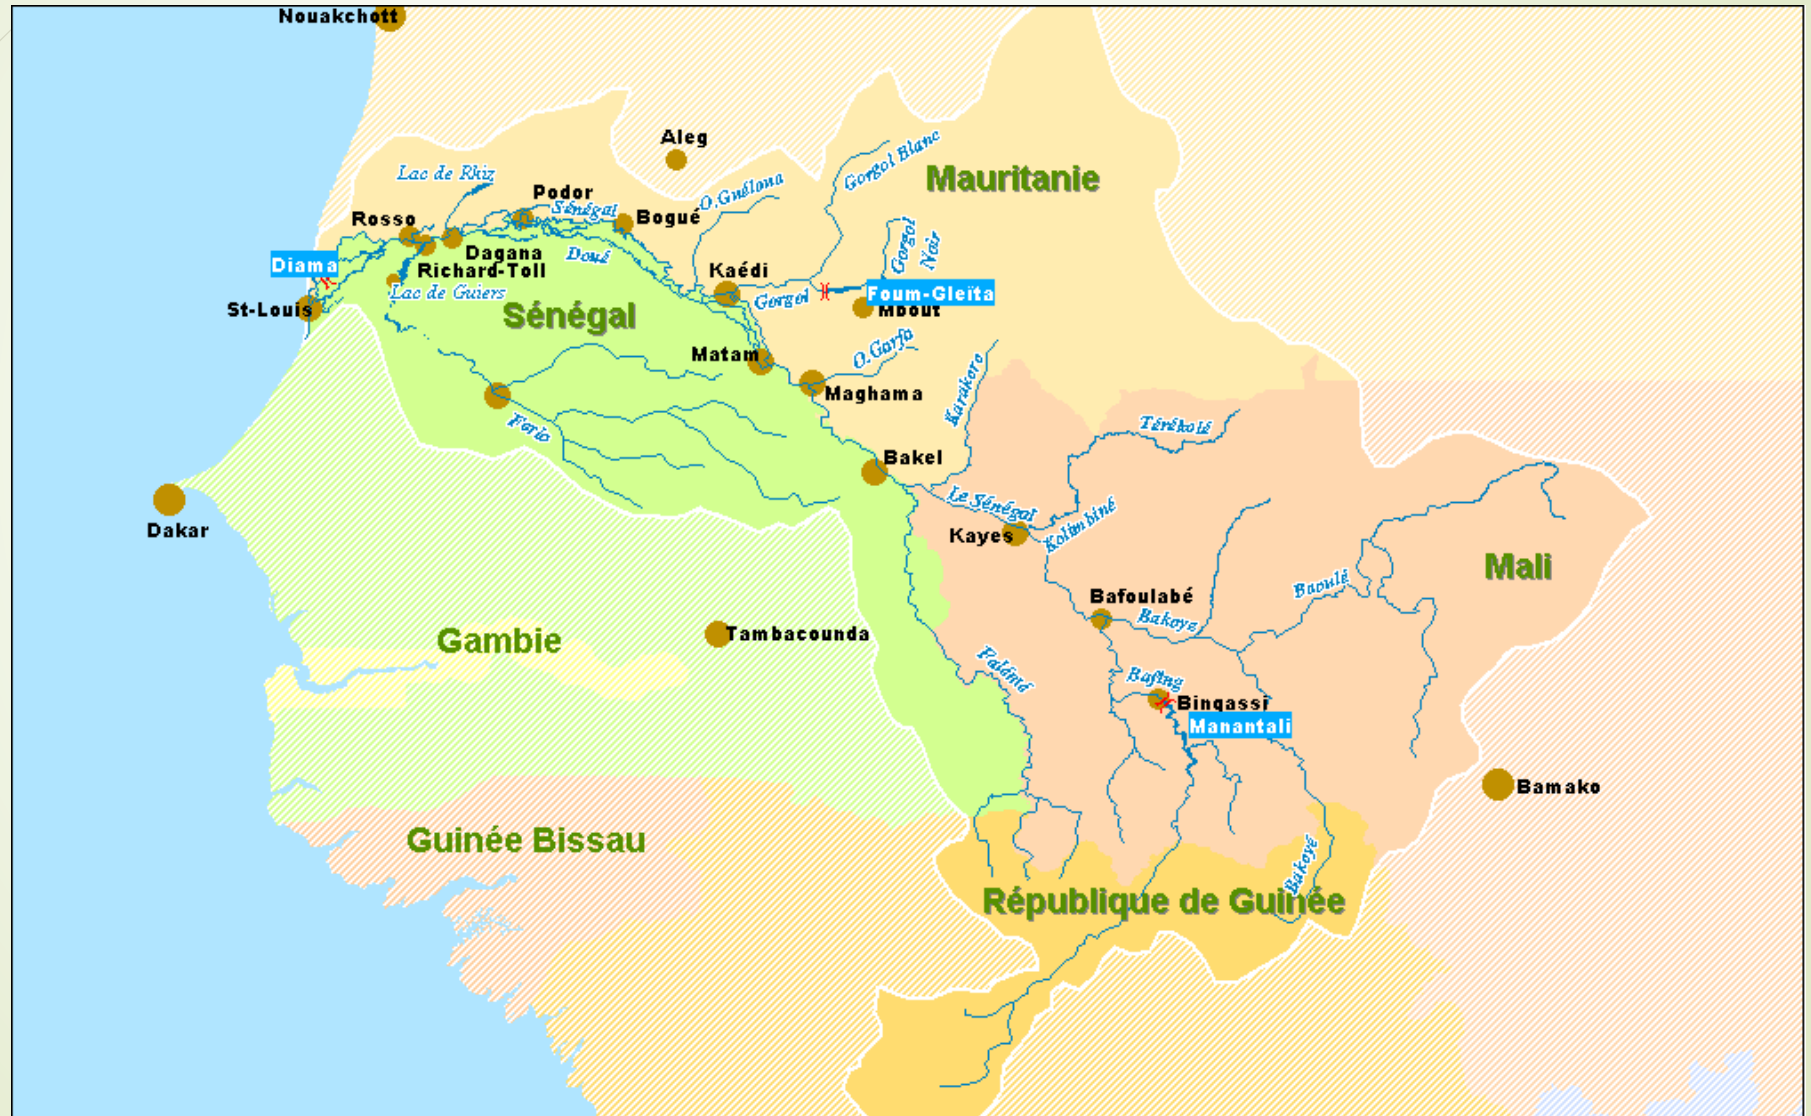 Nouakchott
Aleg
Gorgol Blanc
Mauritanie
Lac de Rkiz
O.Guélona
Podor
Sénégal
Bogué
Rosso
Gorgol
Noir
Dagana
Doué
Diama
Richard-Toll
Kaédi
Lac de Guiers
Gorgol
Foum-Gleïta
St-Louis
Mbout
Sénégal
Matam
O.Garfa
Karakoro
Maghama
Ferlo
Térékolé
Bakel
Le Sénégal
Dakar
Kayes
Kolimbiné
Mali
Baoulé
Bafoulabé
Bakoye
Gambie
Tambacounda
Falémé
Bafing
Bingassi
Manantali
Bamako
Guinée Bissau
Bakoyé
République de Guinée